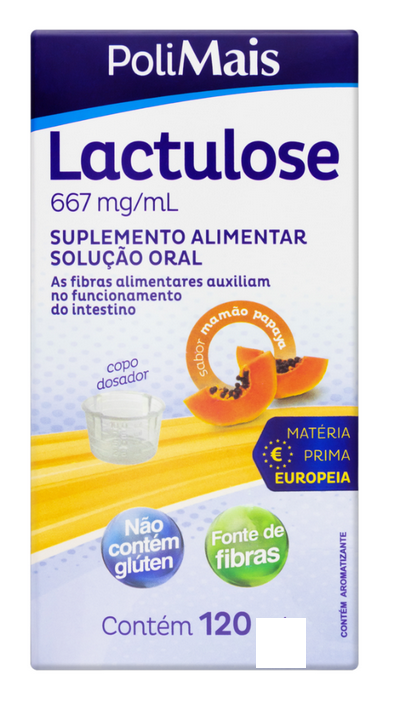 PoliMais
Lactulose
667 mg/mL
SUPLEMENTO ALIMENTAR
SOLUÇÃO ORAL
As fibras alimentares auxiliam
no funcionamento
do intestino
sabor mamão papaya
copo
dosador
MATÉRIA
€ PRIMA
EUROPEIA
Não
contém
glúten
Fonte de
fibras
CONTÉM AROMATIZANTE
Contém 120